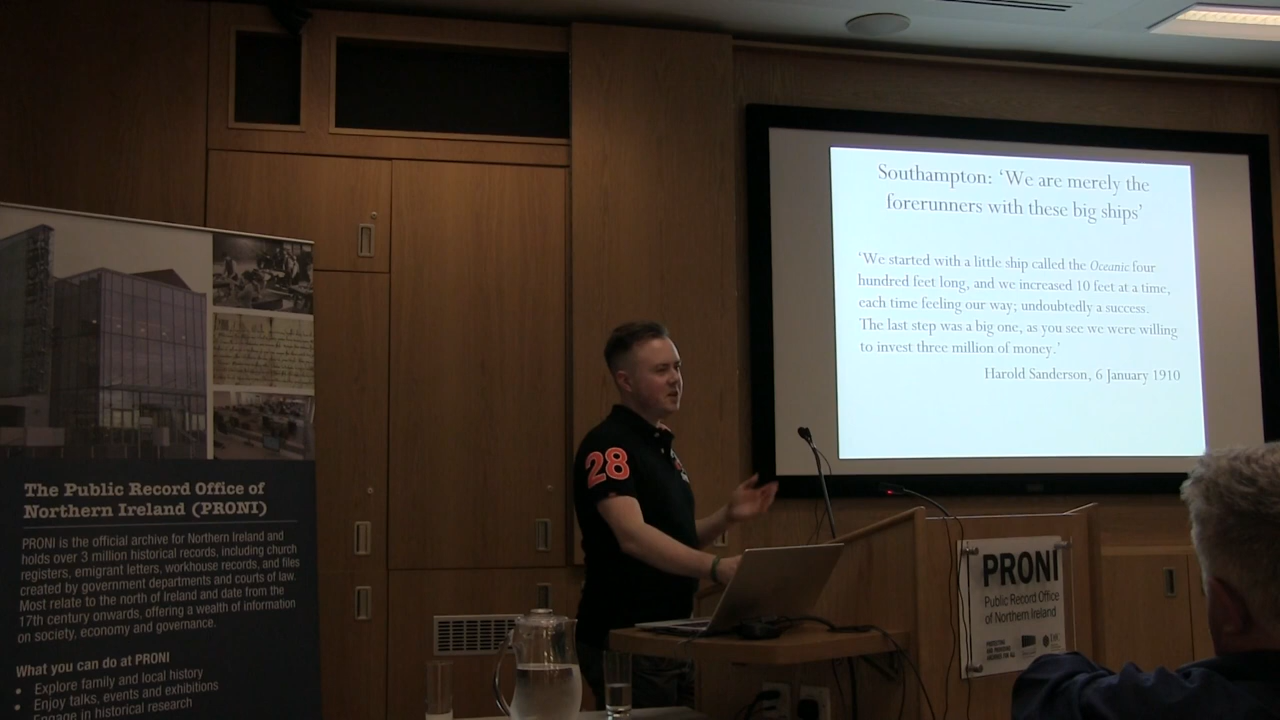 Southampton: ‘We are merely the
forerunners with these big ships’
‘We started with a little ship called the Oceanic four
hundred feet long, and we increased 10 feet at a time,
each time feeling our way; undoubtedly a success.
The last step was a big one, as you see we were willing
to invest three million of money.’
Harold Sanderson, 6 January 1910
28
The Public Record Office of
Northern Ireland (PRONI)
PRONI is the official archive for Northern Ireland and
holds over 3 million historical records, including church
registers, emigrant letters, workhouse records, and files
created by government departments and courts of law.
Most relate to the north of Ireland and date from the
17th century onwards, offering a wealth of information
on society, economy and governance.
What you can do at PRONI
• Explore family and local history
• Enjoy talks, events and exhibitions
• Engage in historical research
PRONI
Public Record Office
of Northern Ireland